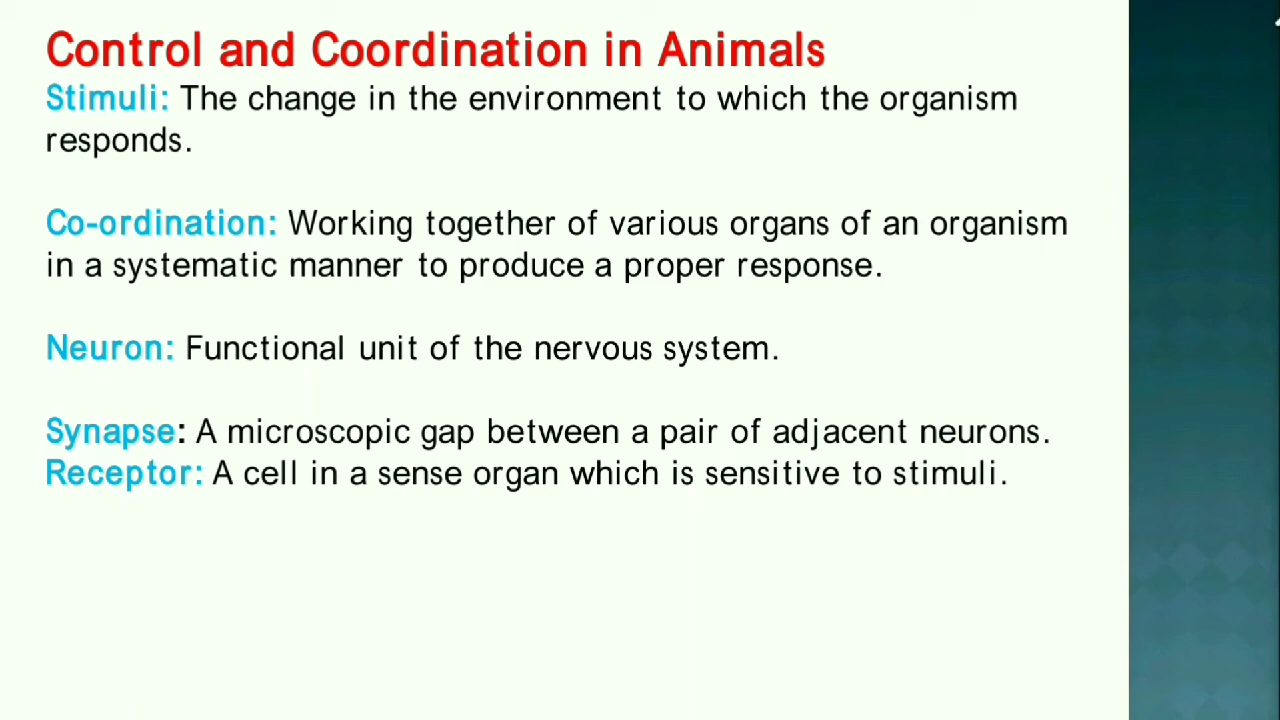 Control and Coordination in Animals
Stimuli: The change in the environment to which the organism
responds.
Co-ordination: Working together of various organs of an organism
in a systematic manner to produce a proper response.
Neuron: Functional unit of the nervous system.
Synapse: A microscopic gap between a pair of adjacent neurons.
Receptor: A cell in a sense organ which is sensitive to stimuli.